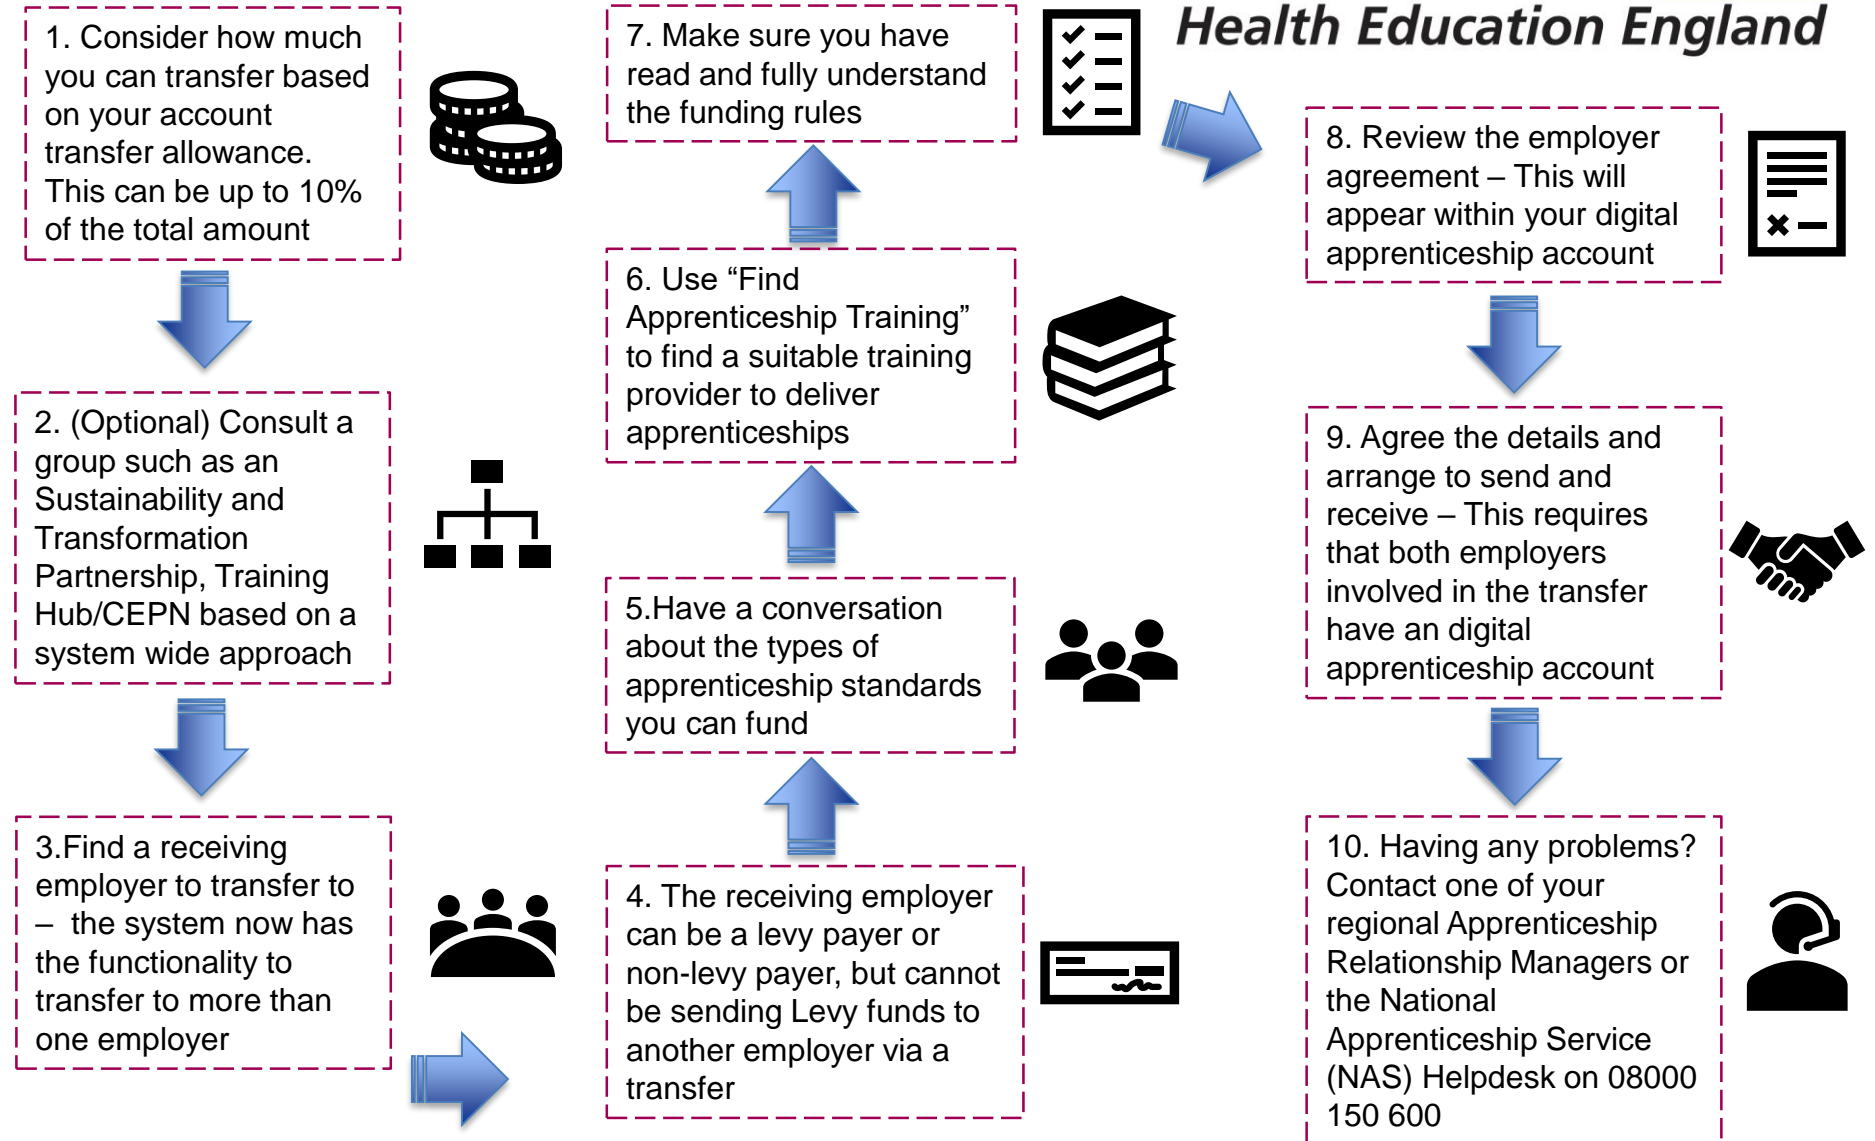 Health Education England
1. Consider how much
you can transfer based
on your account
transfer allowance.
This can be up to 10%
of the total amount
2. (Optional) Consult a
group such as an
Sustainability and
Transformation
Partnership, Training
Hub/CEPN based on a
system wide approach
3.Find a receiving
employer to transfer to
– the system now has
the functionality to
transfer to more than
one employer
4. The receiving employer
can be a levy payer or
non-levy payer, but cannot
be sending Levy funds to
another employer via a
transfer
5.Have a conversation
about the types of
apprenticeship standards
you can fund
6. Use “Find
Apprenticeship Training”
to find a suitable training
provider to deliver
apprenticeships
7. Make sure you have
read and fully understand
the funding rules
8. Review the employer
agreement – This will
appear within your digital
apprenticeship account
9. Agree the details and
arrange to send and
receive – This requires
that both employers
involved in the transfer
have an digital
apprenticeship account
10. Having any problems?
Contact one of your
regional Apprenticeship
Relationship Managers or
the National
Apprenticeship Service
(NAS) Helpdesk on 08000
150 600